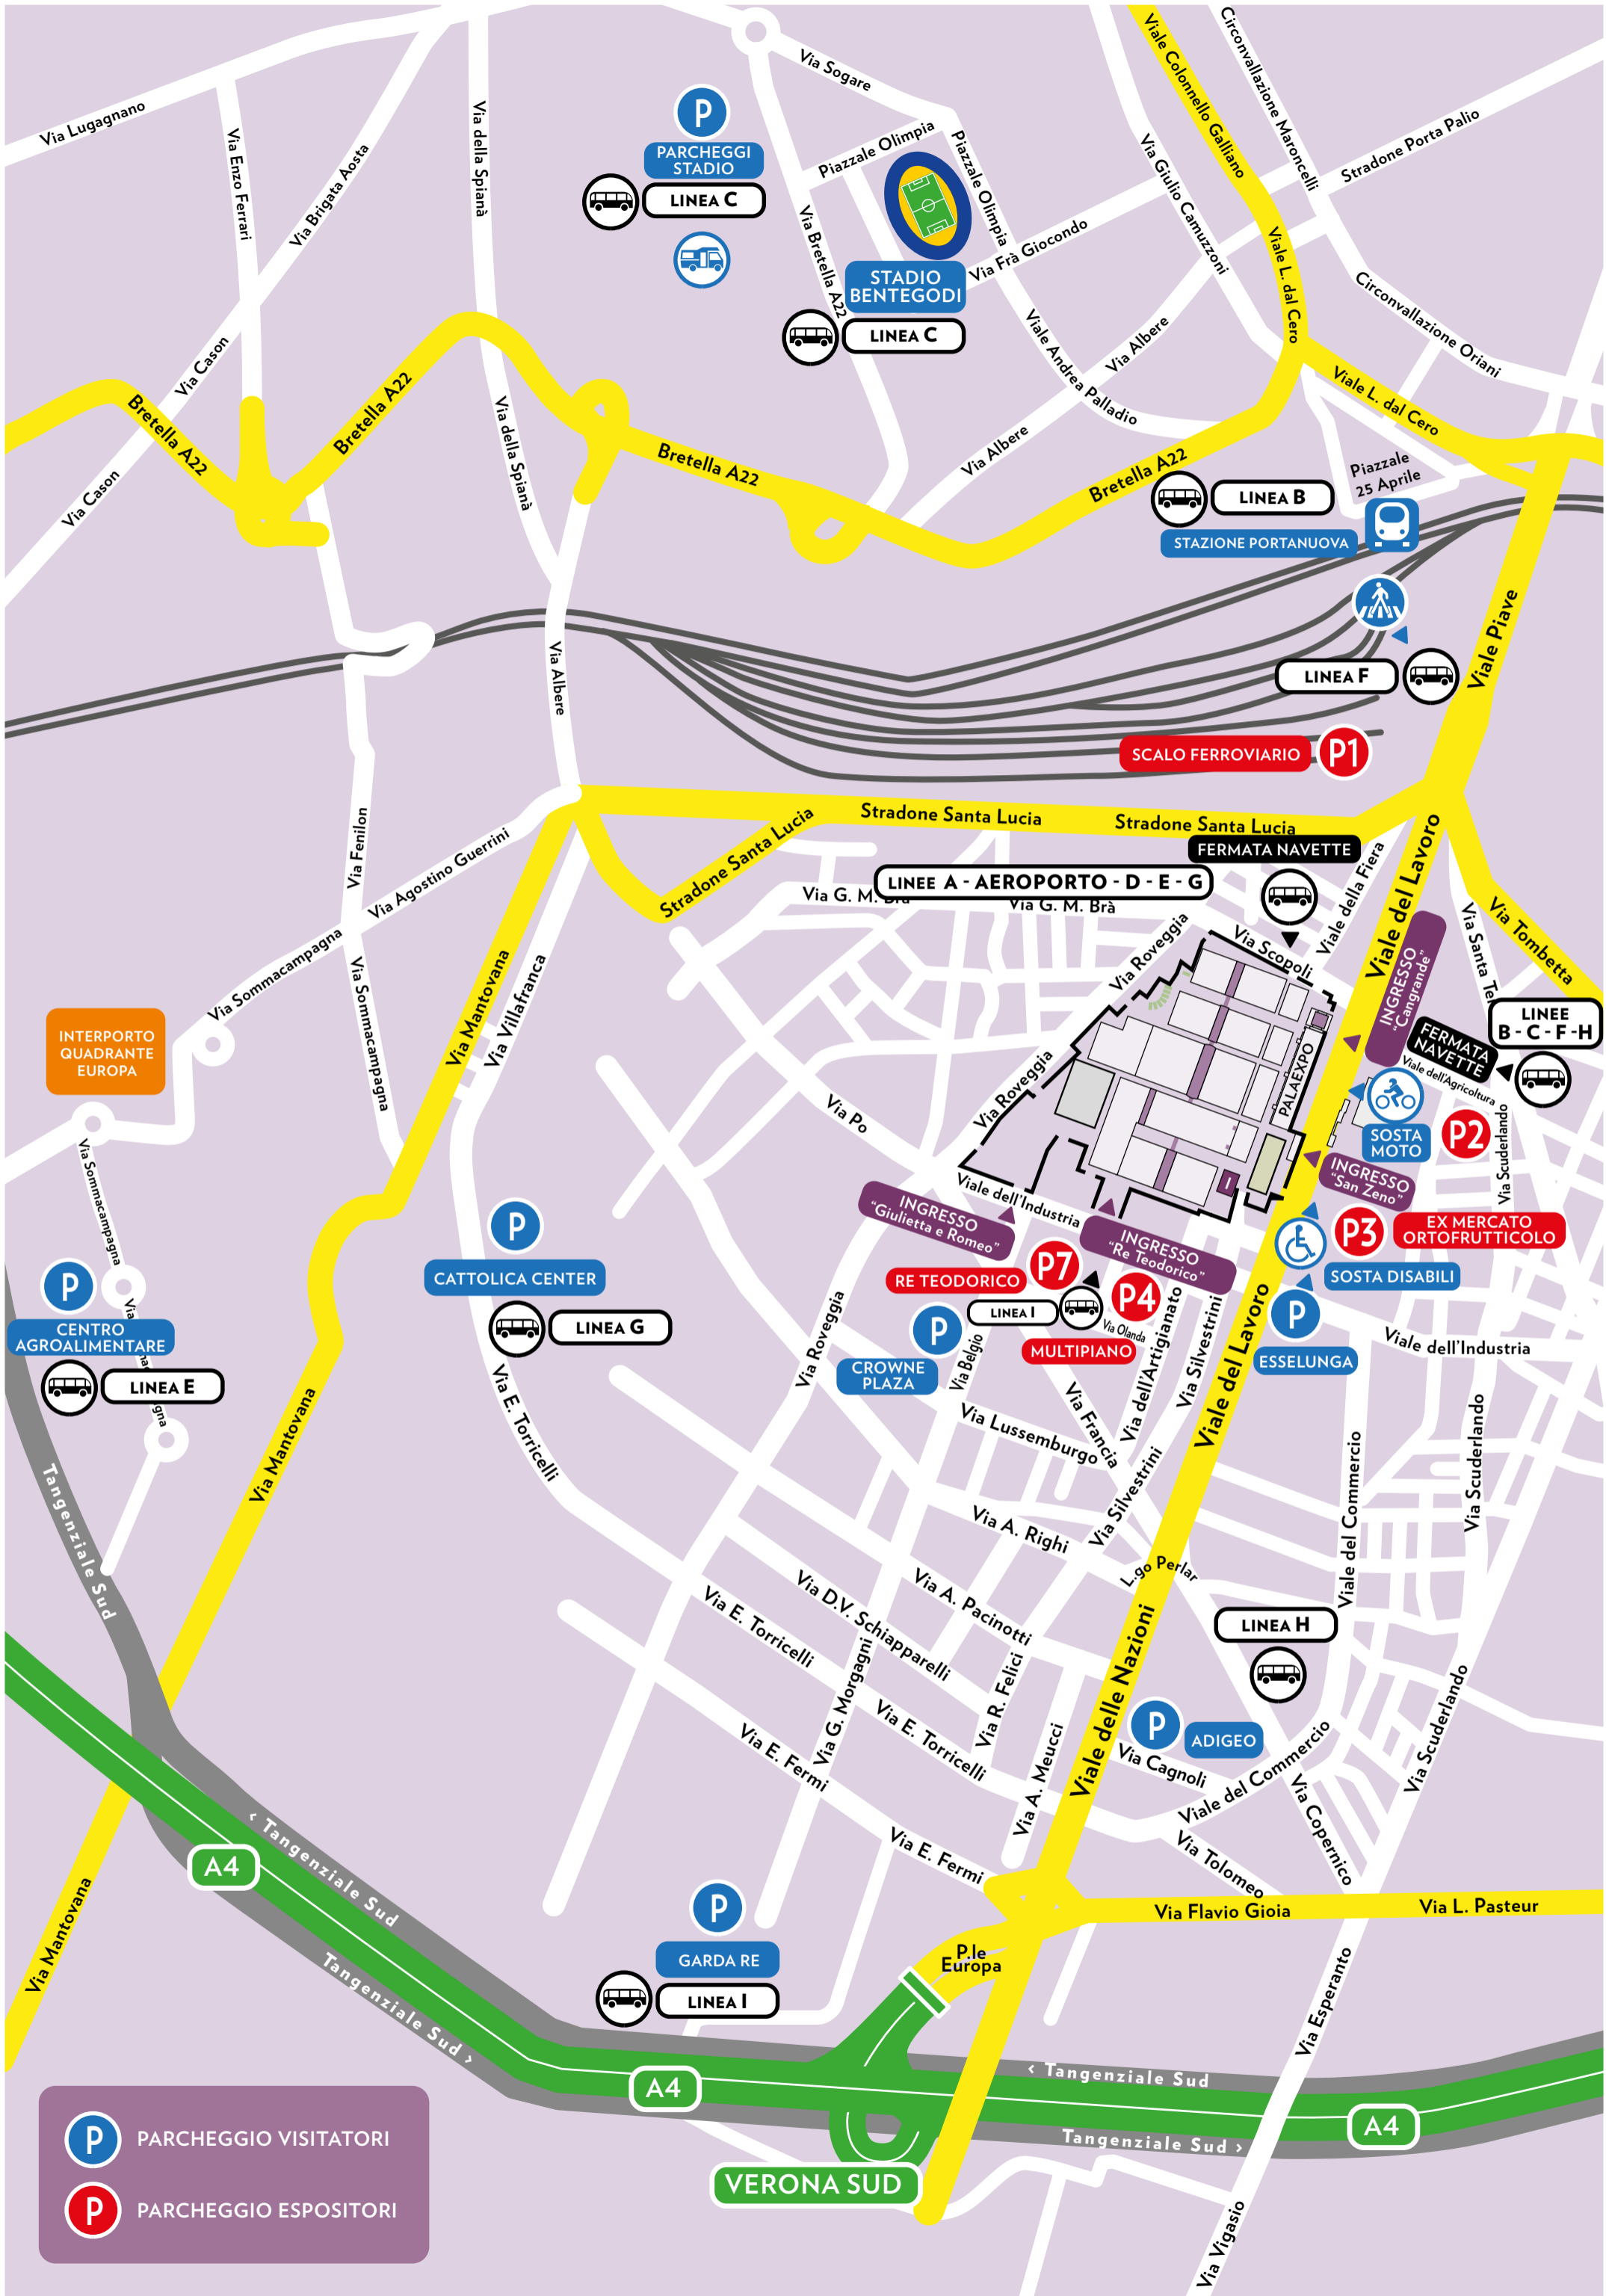 Via Lugagnano
Via Enzo Ferrari
Via Brigata Aosta
Via della Spianà
P
PARCHEGGI
STADIO
LINEA C
Via Sogare
Piazzale Olimpia
Piazzale Olimpia
Via Bretella A22
STADIO
BENTEGODI
LINEA C
Via Frà Giocondo
Viale Andrea Palladio
Via Albere
Via Albere
Via Giulio Camuzzoni
Viale Colonnello Galliano
Circonvallazione Maroncelli
Stradone Porta Palio
Viale L. dal Cero
Circonvallazione Oriani
Viale L. dal Cero
Via Cason
Via Cason
Bretella A22
Bretella A22
Via della Spianà
Bretella A22
Bretella A22
Piazzale
25 Aprile
LINEA B
STAZIONE PORTANUOVA
Viale Piave
LINEA F
SCALO FERROVIARIO
P1
Via Albere
Via Fenilon
Via Agostino Guerrini
Via Sommacampagna
Via Sommacampagna
Stradone Santa Lucia
Stradone Santa Lucia
Stradone Santa Lucia
FERMATA NAVETTE
LINEE A - AEROPORTO - D - E - G
Via G. M. Brà
Via G. M. Brà
Via Roveggia
Via Scopoli
Viale della Fiera
Viale del Lavoro
INGRESSO
"Cangrande"
Via Santa Te
Via Tombetta
LINEE
B - C - F - H
FERMATA
NAVETTE
Viale dell'Agricoltura
SOSTA
MOTO
P2
Via Scuderlando
PALAEXPO
I
INGRESSO
"San Zeno"
INTERPORTO
QUADRANTE
EUROPA
Via Mantovana
Via Villafranca
Via Po
Via Roveggia
Viale dell'Industria
INGRESSO
"Giulietta e Romeo"
INGRESSO
"Re Teodorico"
P3
EX MERCATO
ORTOFRUTTICOLO
SOSTA DISABILI
P
ESSELUNGA
Viale dell'Industria
RE TEODORICO
P7
P4
LINEA I
Via Olanda
MULTIPIANO
P
CROWNE
PLAZA
Via Belgio
Via Sommacampagna
P
CENTRO
AGROALIMENTARE
LINEA E
Via
na
gna
P
CATTOLICA CENTER
LINEA G
Via Roveggia
Via Francia
Via dell'Artigianato
Via Silvestrini
Viale del Lavoro
Via Lussemburgo
Via Silvestrini
Via E. Torricelli
Via Mantovana
Tangenziale Sud
Via A. Righi
L.go Perlar
Viale del Commercio
Via Scuderlando
Via A. Pacinotti
Via D.V. Schiapparelli
Via E. Torricelli
Via G. Morgagni
Via R. Felici
Via E. Torricelli
Via E. Fermi
Via A. Meucci
Viale delle Nazioni
LINEA H
P
ADIGEO
Via Cagnoli
Viale del Commercio
Via Scuderlando
Via Copernico
Via Tolomeo
Via E. Fermi
Via Flavio Gioia
Via L. Pasteur
P.le
Europa
‹ Tangenziale Sud
A4
Tangenziale Sud ›
Via Mantovana
P
GARDA RE
LINEA I
A4
‹ Tangenziale Sud
Tangenziale Sud ›
A4
Via Esperanto
Via Vigasio
VERONA SUD
P
PARCHEGGIO VISITATORI
P
PARCHEGGIO ESPOSITORI